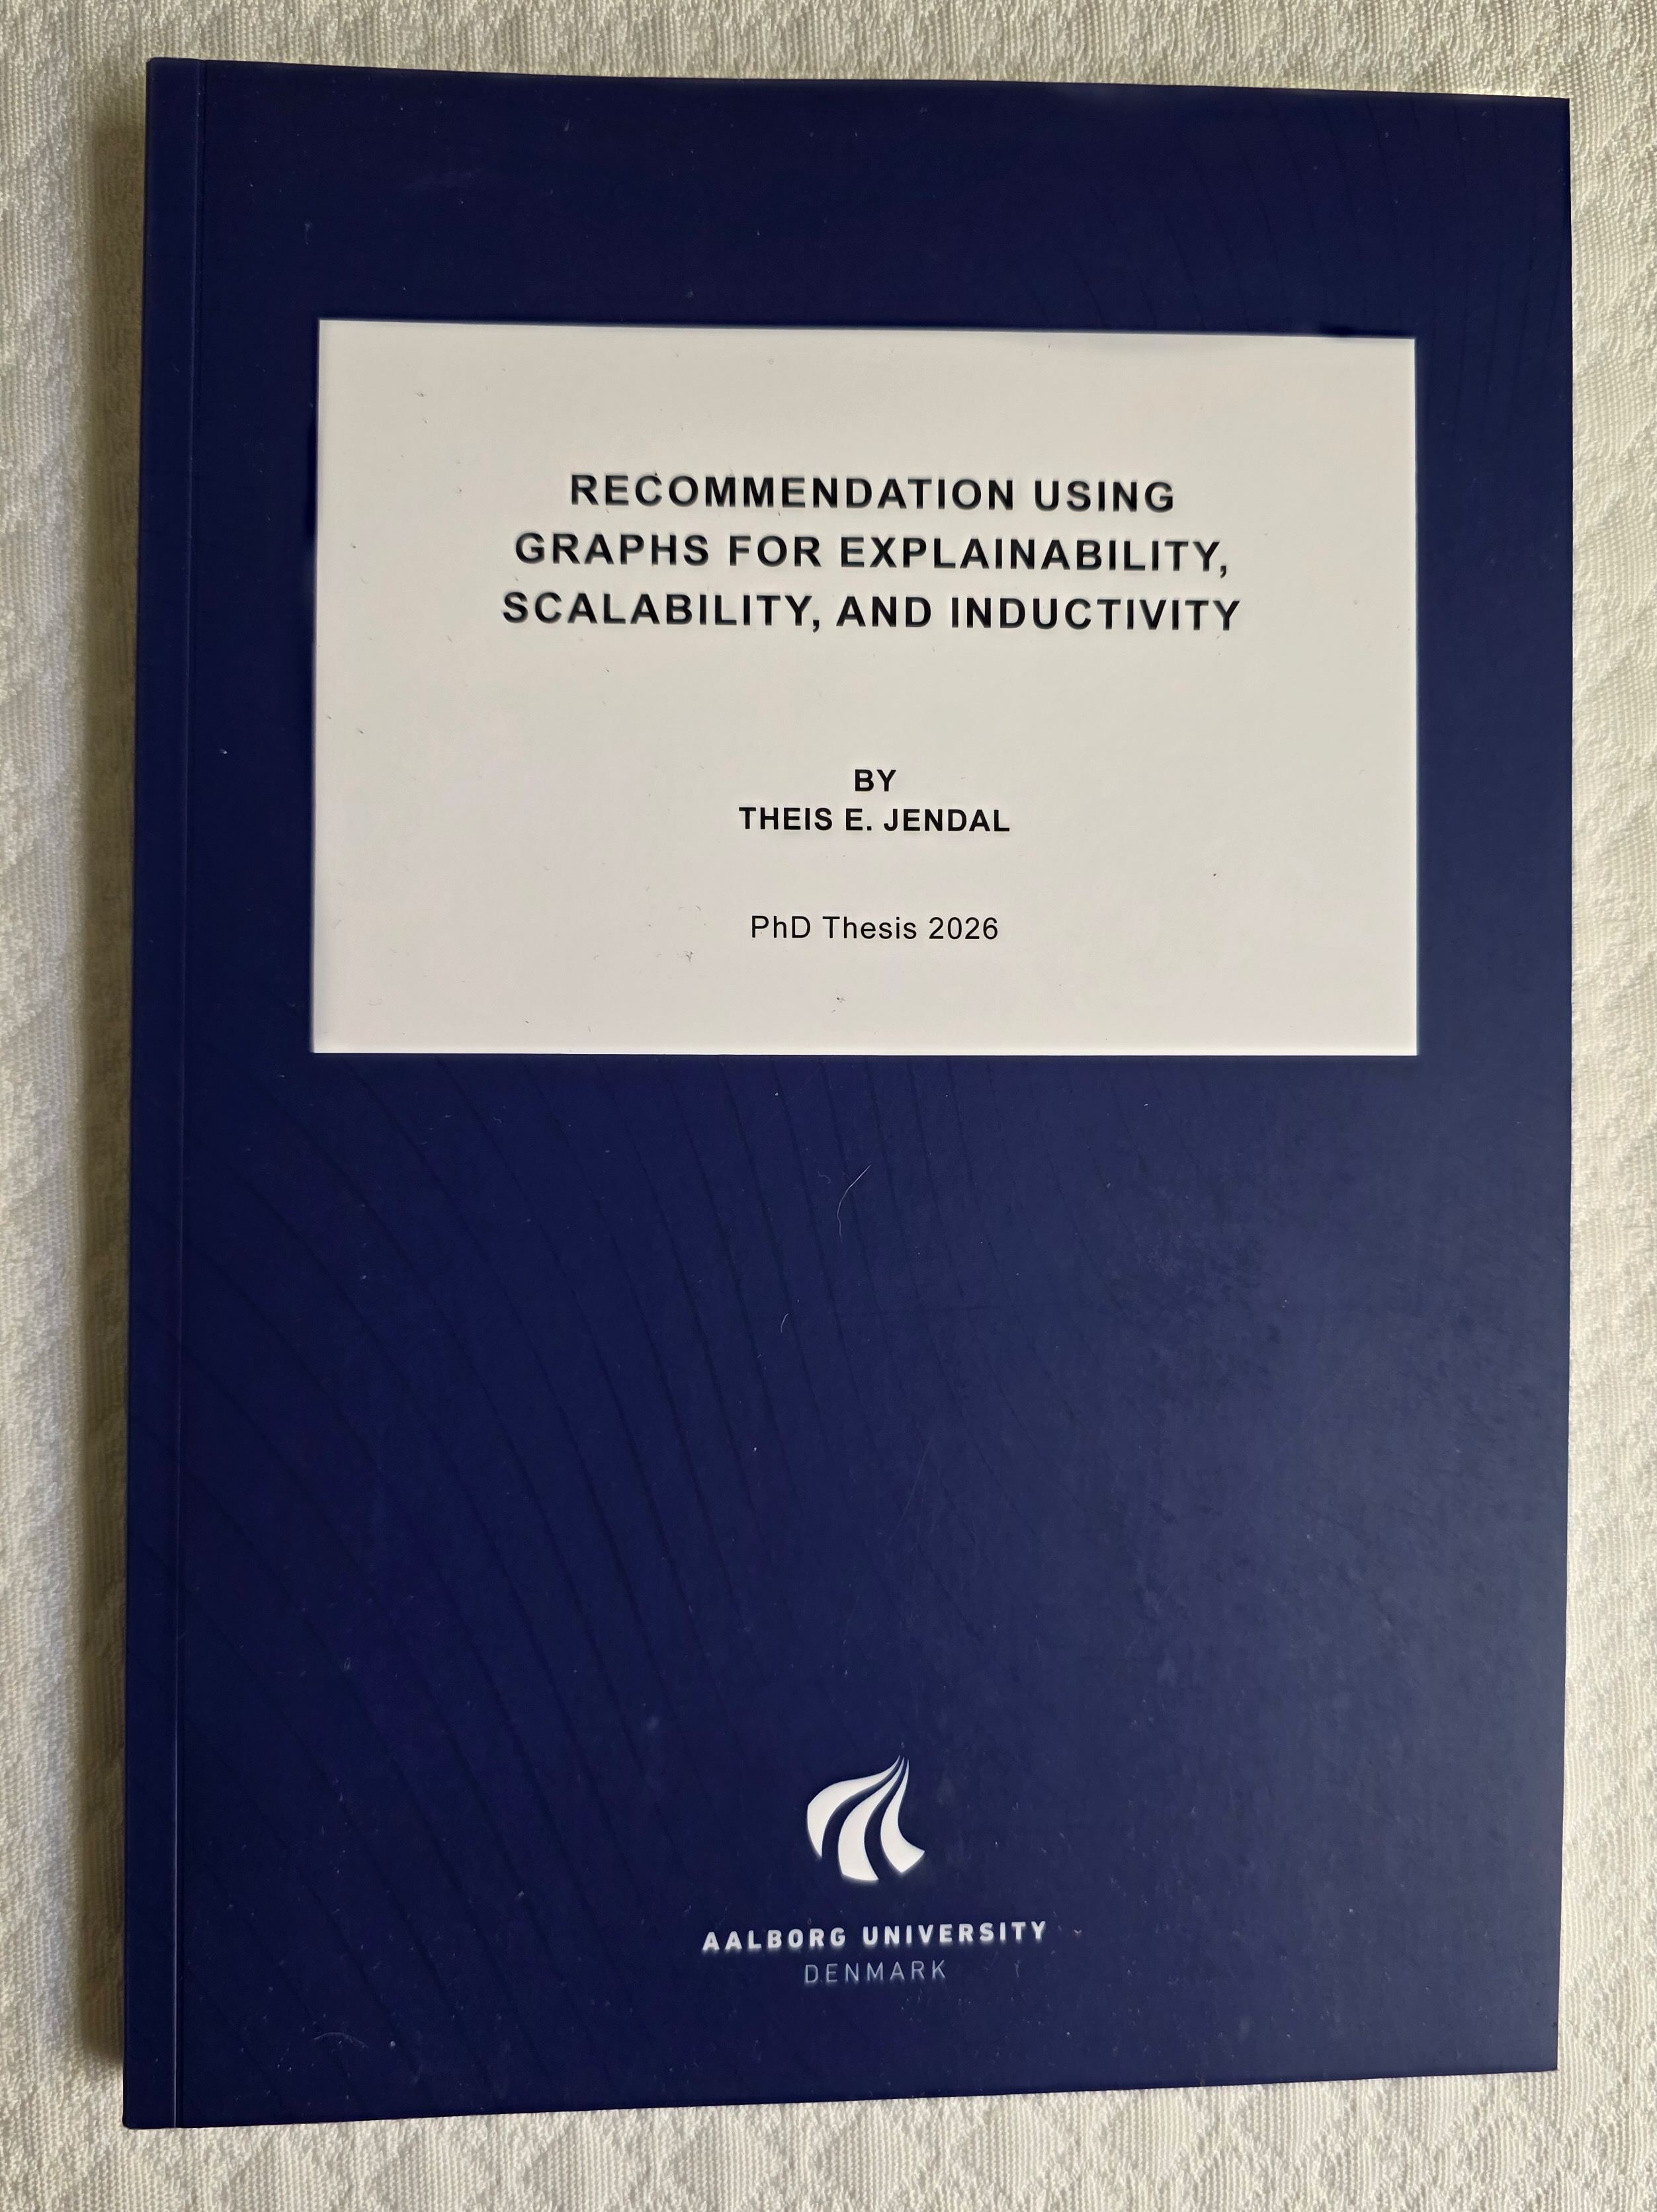 RECOMMENDATION USING
GRAPHS FOR EXPLAINABILITY,
SCALABILITY, AND INDUCTIVITY
BY
THEIS E. JENDAL
PhD Thesis 2026
AALBORG UNIVERSITY
DENMARK